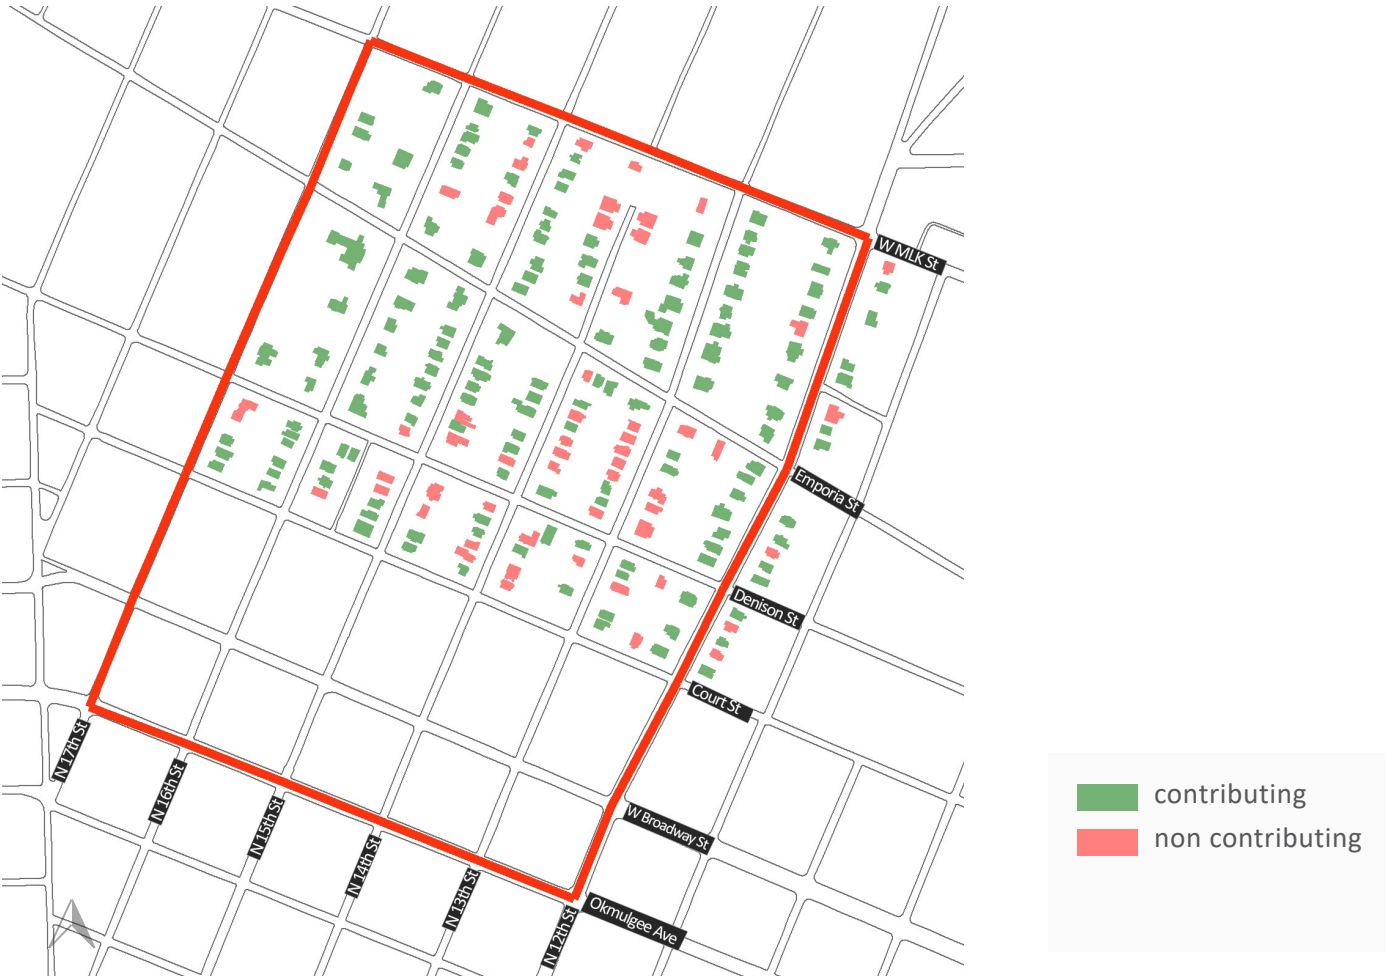 W MLK St
Emporia St
Denison St
Court St
W Broadway St
Okmulgee Ave
N 17th St
N 16th St
N 15th St
N 14th St
N 13th St
N 12th St
contributing
non contributing